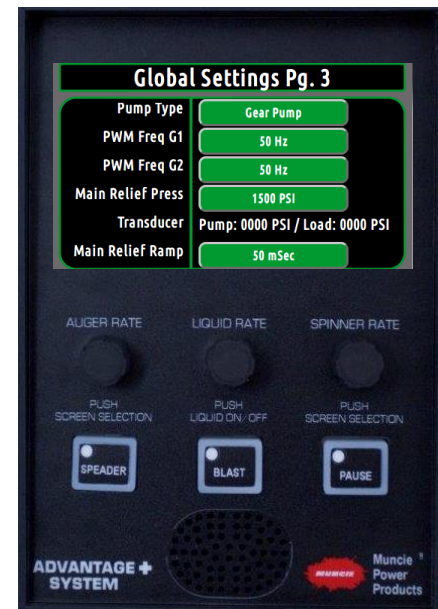 Global Settings Pg. 3
Pump Type Gear Pump
PWM Freq G1 50 Hz
PWM Freq G2 50 Hz
Main Relief Press 1500 PSI
Transducer Pump: 0000 PSI / Load: 0000 PSI
Main Relief Ramp 50 mSec
AUGER RATE LIQUID RATE SPINNER RATE
PUSH PUSH PUSH
SCREEN SELECTION LIQUID ON/OFF SCREEN SELECTION
SPEADER BLAST PAUSE
ADVANTAGE +
SYSTEM
MUNCIE
Muncie
Power
Products